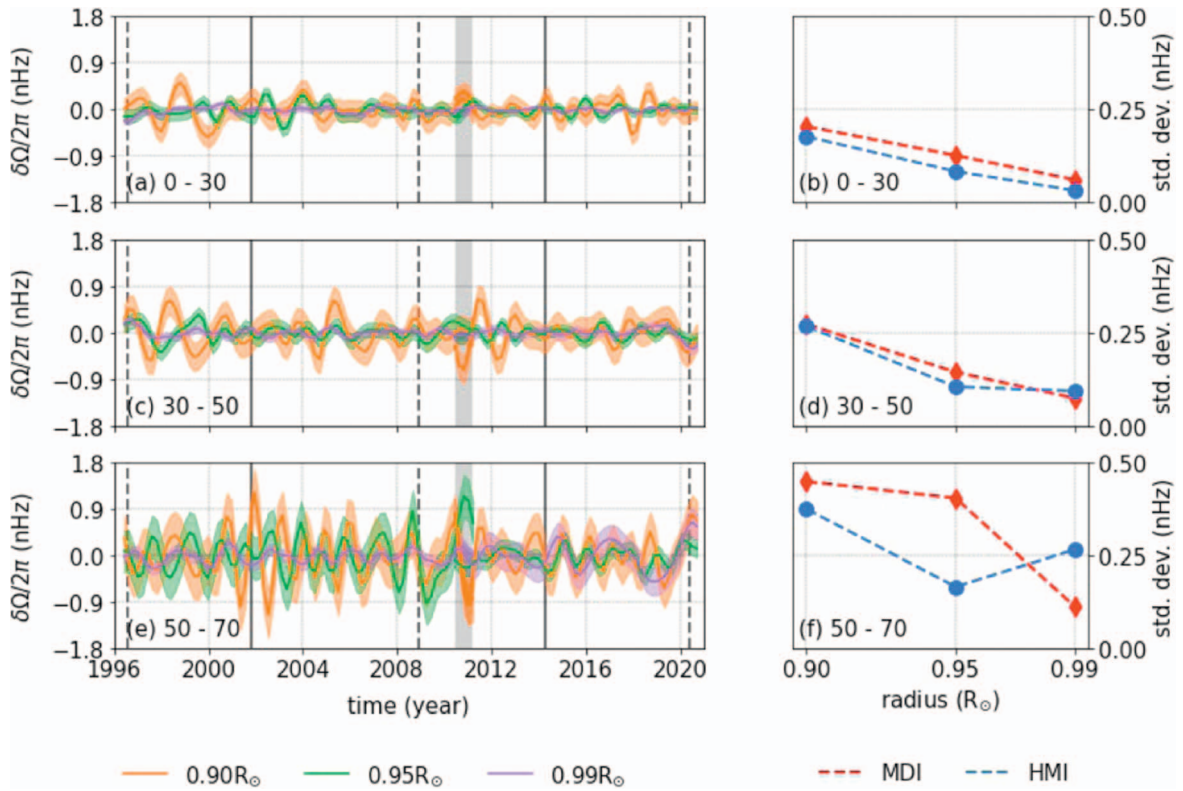 1.8
0.9
0.0
−0.9
−1.8
δΩ/2π (nHz)
(a) 0 - 30
0.50
0.25
0.00
std. dev. (nHz)
(b) 0 - 30
1.8
0.9
0.0
−0.9
−1.8
δΩ/2π (nHz)
(c) 30 - 50
0.50
0.25
0.00
std. dev. (nHz)
(d) 30 - 50
1.8
0.9
0.0
−0.9
−1.8
δΩ/2π (nHz)
(e) 50 - 70
0.50
0.25
0.00
std. dev. (nHz)
(f) 50 - 70
1996 2000 2004 2008 2012 2016 2020
time (year)
0.90 0.95 0.99
radius (R☉)
0.90R☉ 0.95R☉ 0.99R☉
MDI HMI